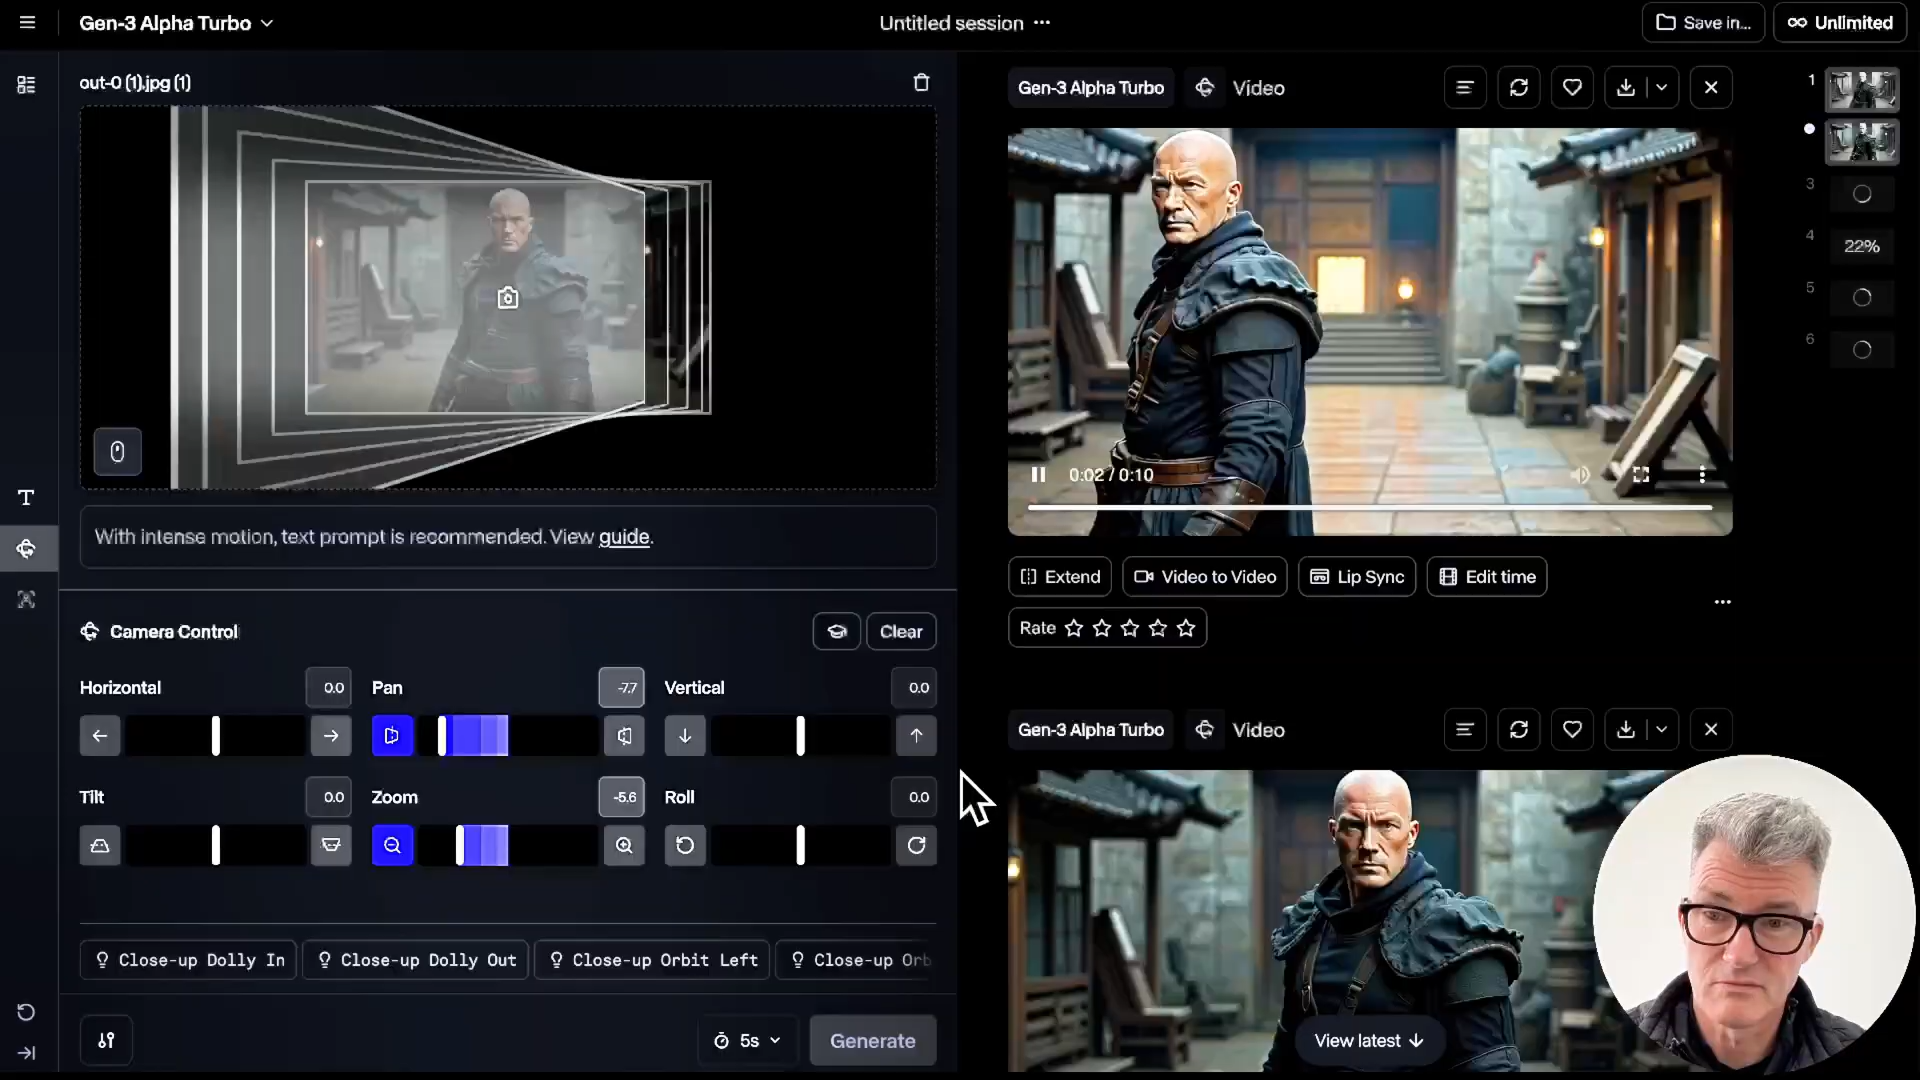 Gen-3 Alpha Turbo
Untitled session ···
Save in...
Unlimited
out-0 (1).jpg (1)
With intense motion, text prompt is recommended. View guide.
Camera Control
Clear
Horizontal 0.0
Pan -7.7
Vertical 0.0
Tilt 0.0
Zoom -5.6
Roll 0.0
Close-up Dolly In
Close-up Dolly Out
Close-up Orbit Left
Close-up Orb
5s
Generate
Gen-3 Alpha Turbo Video
0:02 / 0:10
Extend
Video to Video
Lip Sync
Edit time
Rate
Gen-3 Alpha Turbo Video
View latest
1
3
4 22%
5
6